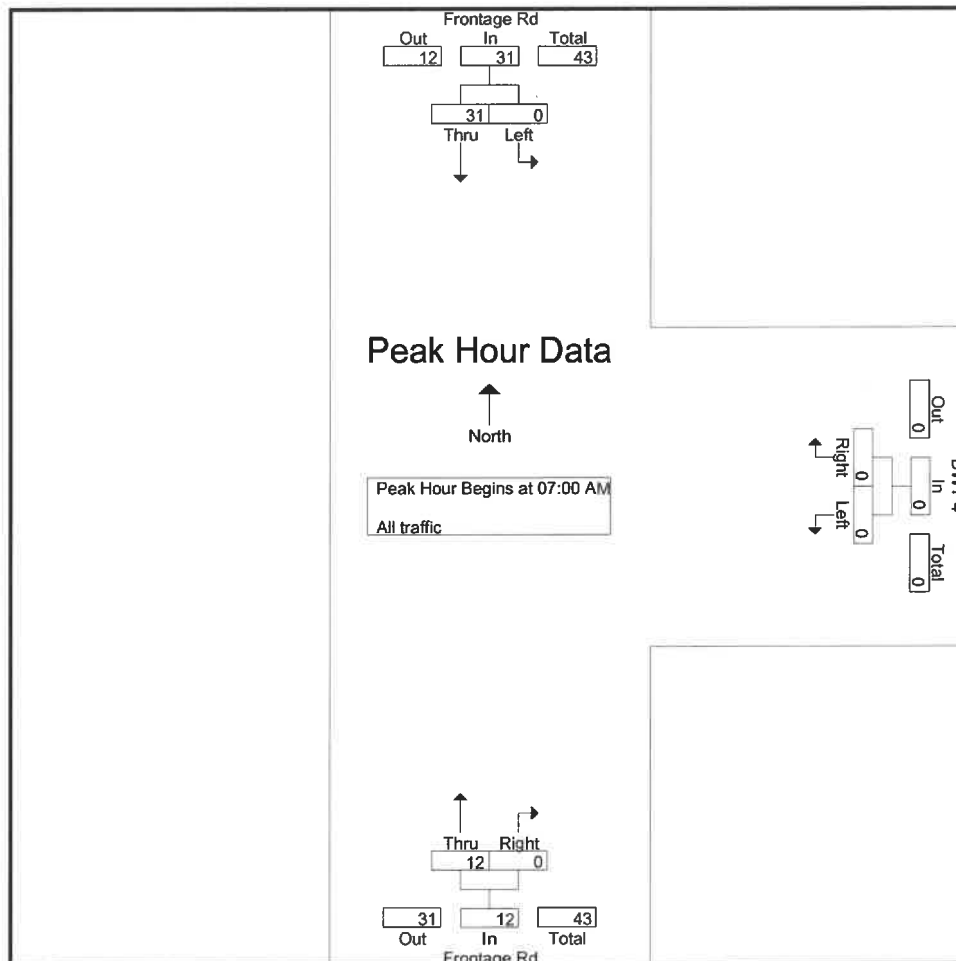 Frontage Rd
Out In Total
12 31 43
31 0
Thru Left
Peak Hour Data
North
Peak Hour Begins at 07:00 AM
All traffic
Out In Total
0 0 0
Right Left
0 0
Thru Right
12 0
31 12 43
Out In Total
Frontage Rd